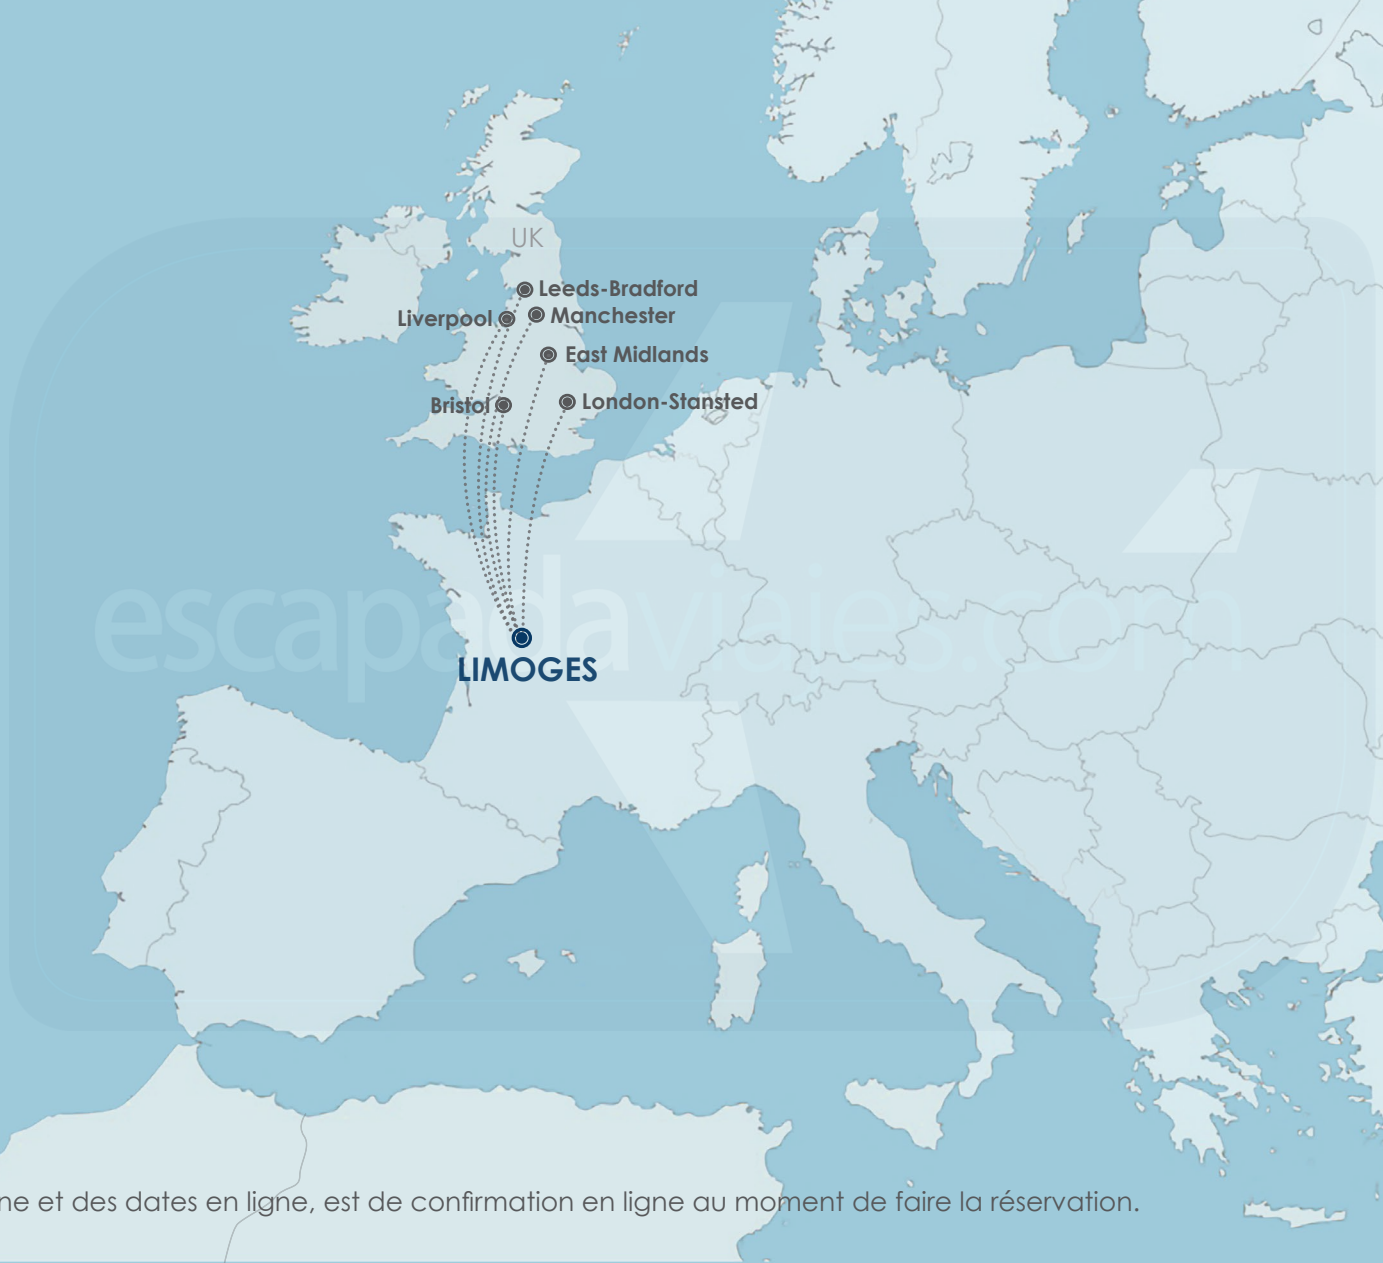 UK
Leeds-Bradford
Liverpool
Manchester
East Midlands
Bristol
London-Stansted
escapadaviajes.com
LIMOGES
ne et des dates en ligne, est de confirmation en ligne au moment de faire la réservation.